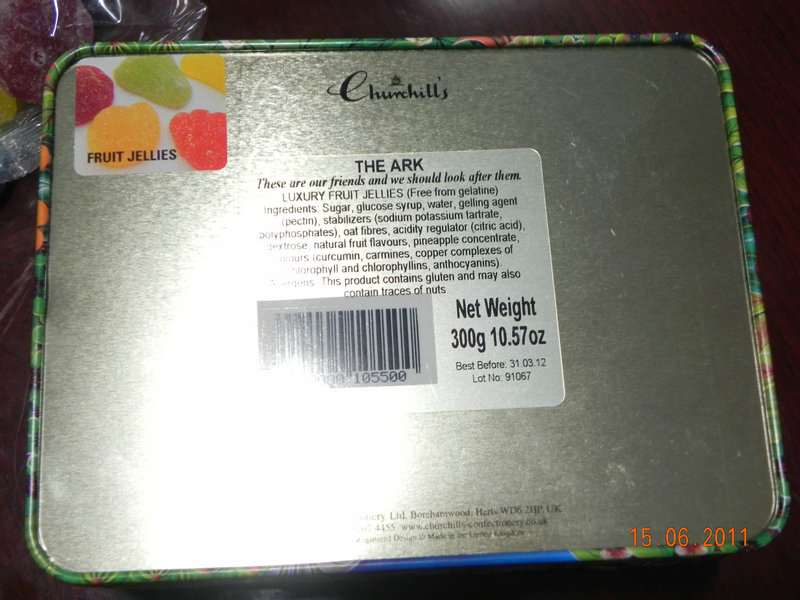 Churchill's
FRUIT JELLIES
THE ARK
These are our friends and we should look after them.
LUXURY FRUIT JELLIES (Free from gelatine)
Ingredients: Sugar, glucose syrup, water, gelling agent
(pectin), stabilizers (sodium potassium tartrate,
polyphosphates), oat fibres, acidity regulator (citric acid),
dextrose, natural fruit flavours, pineapple concentrate,
colours (curcumin, carmines, copper complexes of
chlorophyll and chlorophyllins, anthocyanins).
This product contains gluten and may also
contain traces of nuts
Net Weight
300g 10.57oz
Best Before: 31.03.12
Lot No: 91067
105500
Ltd. Borehamwood, Herts WD6 2HP UK
4455 www.churchills-confectionery.co.uk
Registered Design © Made in the United Kingdom
15.06.2011